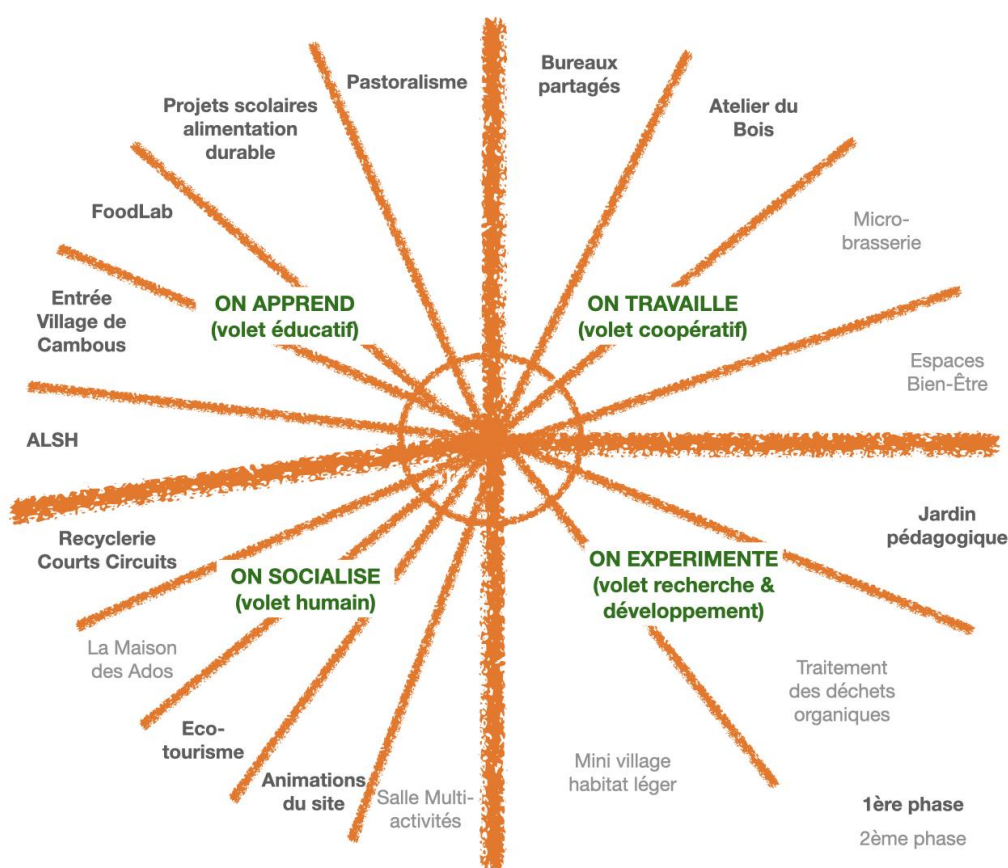 Pastoralisme
Bureaux
partagés
Projets scolaires
alimentation
durable
Atelier du
Bois
FoodLab
Micro-
brasserie
Entrée
Village de
Cambous
ON APPREND
(volet éducatif)
ON TRAVAILLE
(volet coopératif)
Espaces
Bien-Être
ALSH
Recyclerie
Courts Circuits
Jardin
pédagogique
ON SOCIALISE
(volet humain)
ON EXPERIMENTE
(volet recherche &
développement)
La Maison
des Ados
Traitement
des déchets
organiques
Eco-
tourisme
Animations
du site
Salle Multi-
activités
Mini village
habitat léger
1ère phase
2ème phase